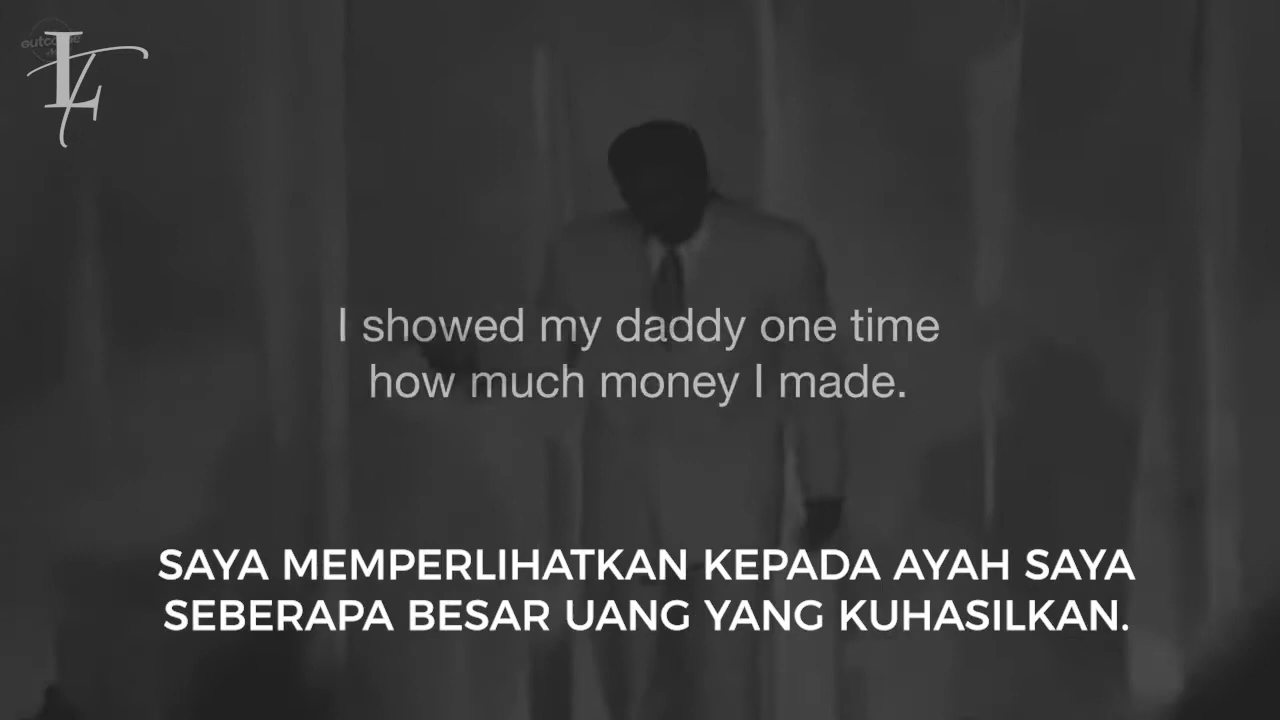 LF
I showed my daddy one time
how much money I made.
SAYA MEMPERLIHATKAN KEPADA AYAH SAYA
SEBERAPA BESAR UANG YANG KUHASILKAN.